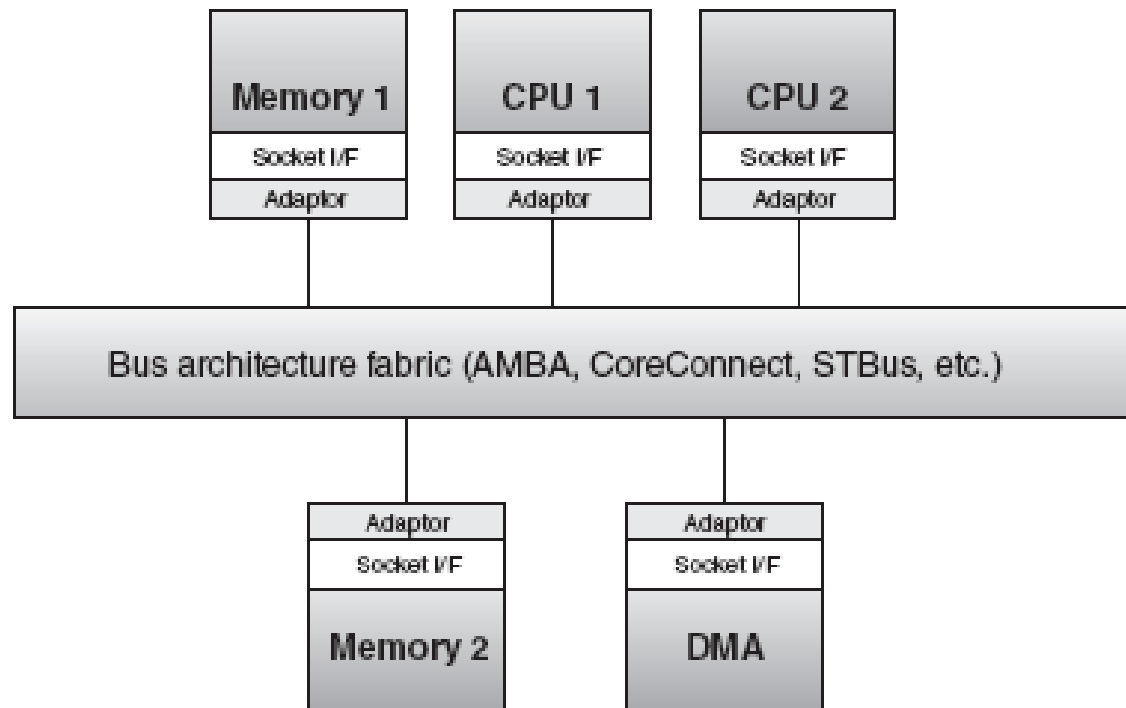 Memory 1
Socket I/F
Adaptor
CPU 1
Socket I/F
Adaptor
CPU 2
Socket I/F
Adaptor
Bus architecture fabric (AMBA, CoreConnect, STBus, etc.)
Adaptor
Socket I/F
Memory 2
Adaptor
Socket I/F
DMA